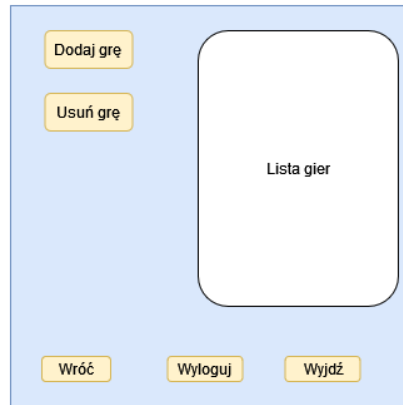 Dodaj grę
Usuń grę
Lista gier
Wróć
Wyloguj
Wyjdź